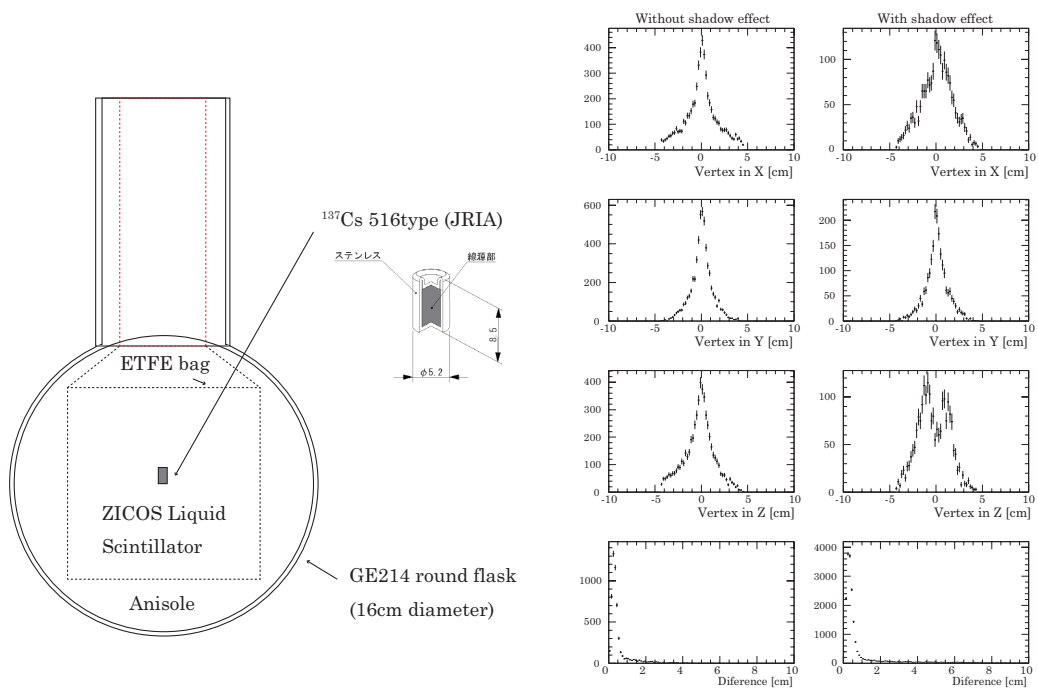 ¹³⁷Cs 516type (JRIA)
ステンレス
線源部
8.5
φ5.2
ETFE bag
ZICOS Liquid
Scintillator
Anisole
GE214 round flask
(16cm diameter)
Without shadow effect
400
300
200
100
0
-10 -5 0 5 10
Vertex in X [cm]
With shadow effect
100
50
0
-10 -5 0 5 10
Vertex in X [cm]
600
400
200
0
-10 -5 0 5 10
Vertex in Y [cm]
200
150
100
50
0
-10 -5 0 5 10
Vertex in Y [cm]
400
300
200
100
0
-10 -5 0 5 10
Vertex in Z [cm]
100
50
0
-10 -5 0 5 10
Vertex in Z [cm]
1000
500
0
0 2 4 6 8 10
Diference [cm]
4000
3000
2000
1000
0
0 2 4 6 8 10
Diference [cm]